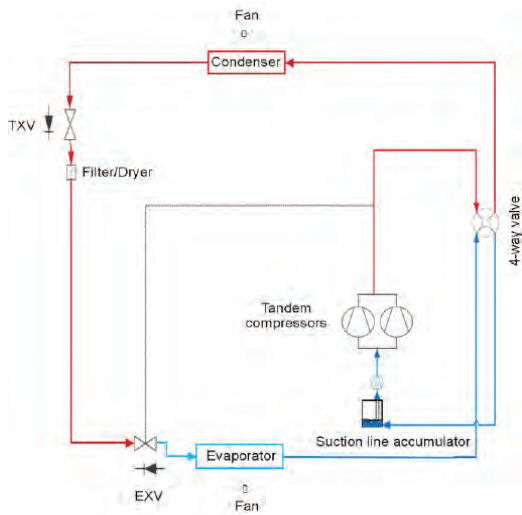 Fan
Condenser
TXV
Filter/Dryer
4-way valve
Tandem
compressors
Suction line accumulator
Evaporator
EXV
Fan